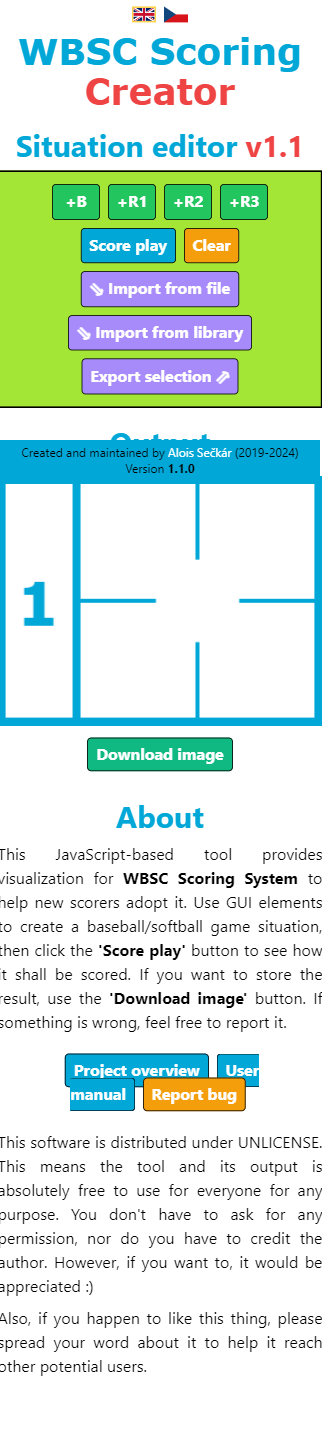 WBSC Scoring
Creator
Situation editor v1.1
+B +R1 +R2 +R3
Score play Clear
Import from file
Import from library
Export selection
Output
Created and maintained by Alois Sečkár (2019-2024)
Version 1.1.0
1
Download image
About
This JavaScript-based tool provides
visualization for WBSC Scoring System to
help new scorers adopt it. Use GUI elements
to create a baseball/softball game situation,
then click the 'Score play' button to see how
it shall be scored. If you want to store the
result, use the 'Download image' button. If
something is wrong, feel free to report it.
Project overview User
manual Report bug
This software is distributed under UNLICENSE.
This means the tool and its output is
absolutely free to use for everyone for any
purpose. You don't have to ask for any
permission, nor do you have to credit the
author. However, if you want to, it would be
appreciated :)
Also, if you happen to like this thing, please
spread your word about it to help it reach
other potential users.